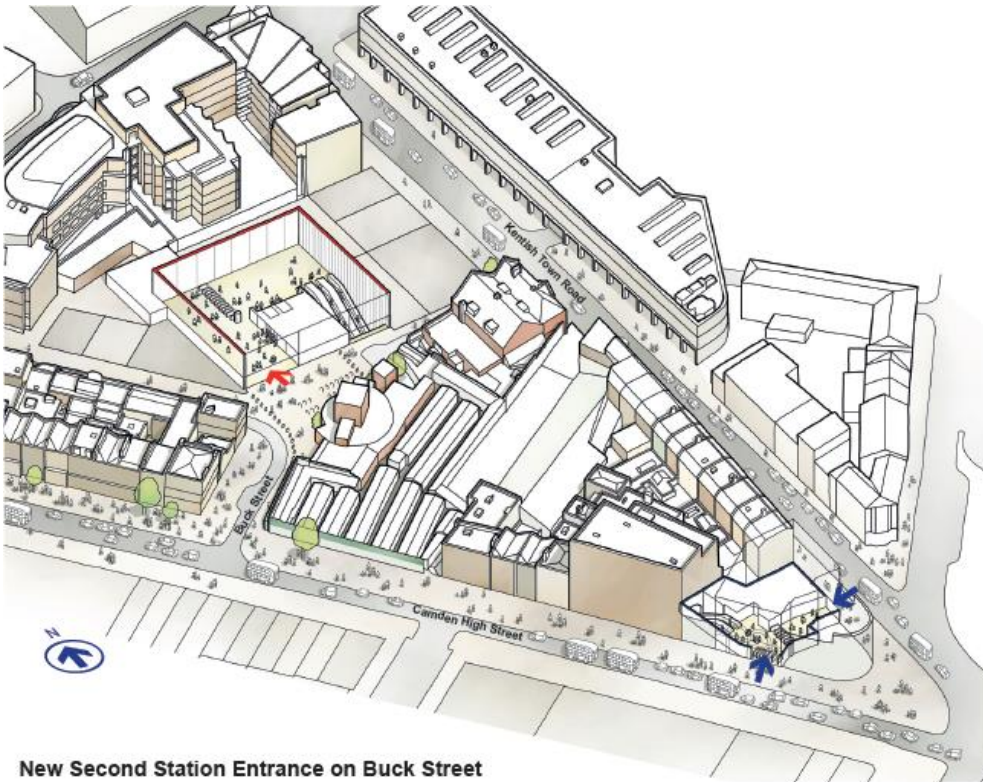 Kentish Town Road
Buck Street
Camden High Street
N
New Second Station Entrance on Buck Street